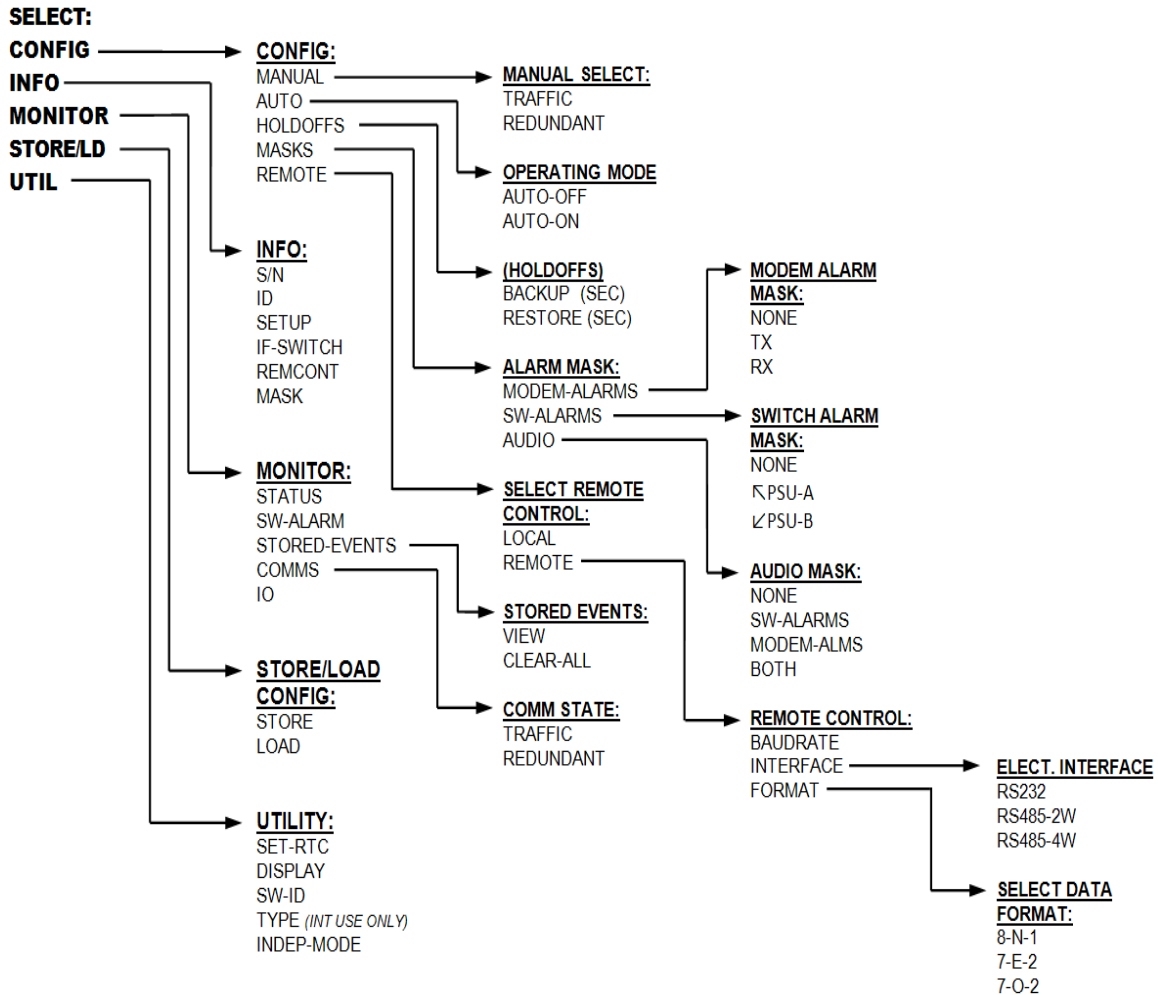 SELECT:
CONFIG
INFO
MONITOR
STORE/LD
UTIL
CONFIG:
MANUAL
AUTO
HOLDOFFS
MASKS
REMOTE
INFO:
S/N
ID
SETUP
IF-SWITCH
REMCONT
MASK
MONITOR:
STATUS
SW-ALARM
STORED-EVENTS
COMMS
IO
STORE/LOAD
CONFIG:
STORE
LOAD
UTILITY:
SET-RTC
DISPLAY
SW-ID
TYPE (INT USE ONLY)
INDEP-MODE
MANUAL SELECT:
TRAFFIC
REDUNDANT
OPERATING MODE
AUTO-OFF
AUTO-ON
(HOLDOFFS)
BACKUP (SEC)
RESTORE (SEC)
ALARM MASK:
MODEM-ALARMS
SW-ALARMS
AUDIO
SELECT REMOTE
CONTROL:
LOCAL
REMOTE
STORED EVENTS:
VIEW
CLEAR-ALL
COMM STATE:
TRAFFIC
REDUNDANT
MODEM ALARM
MASK:
NONE
TX
RX
SWITCH ALARM
MASK:
NONE
↖PSU-A
↙PSU-B
AUDIO MASK:
NONE
SW-ALARMS
MODEM-ALMS
BOTH
REMOTE CONTROL:
BAUDRATE
INTERFACE
FORMAT
ELECT. INTERFACE
RS232
RS485-2W
RS485-4W
SELECT DATA
FORMAT:
8-N-1
7-E-2
7-O-2